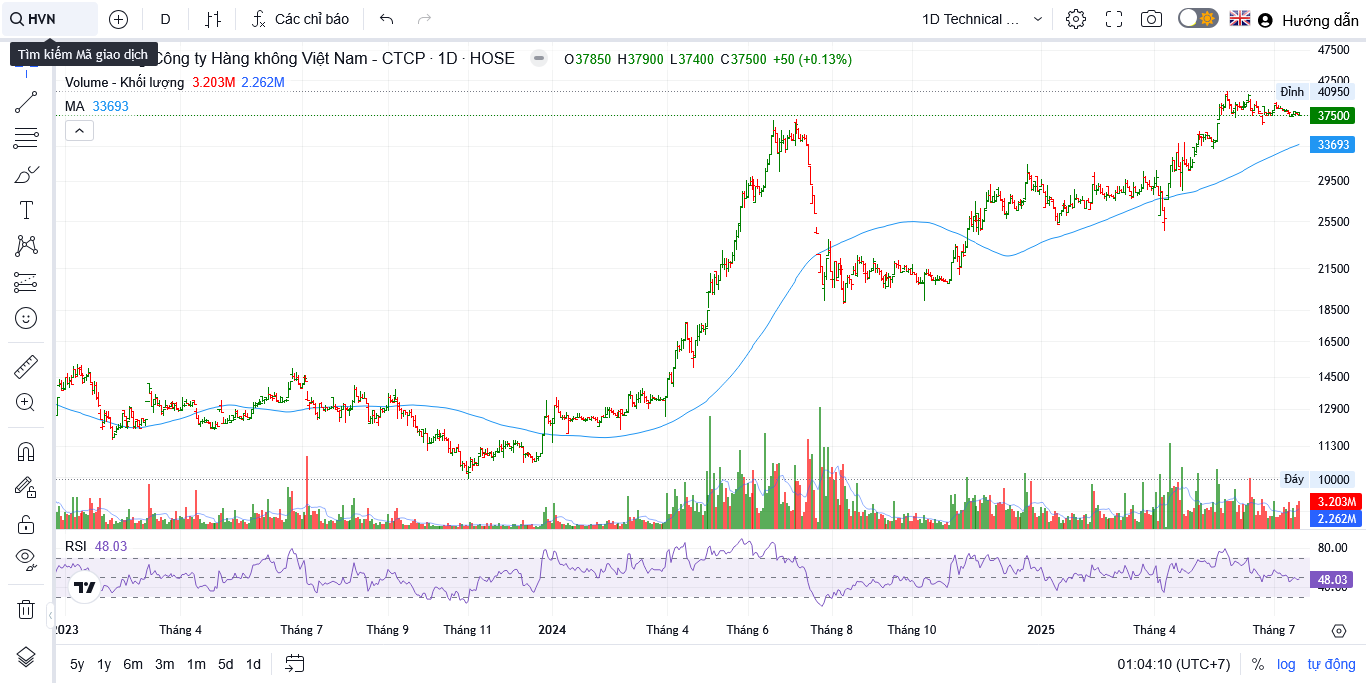 HVN D Các chỉ báo 1D Technical ... Hướng dẫn
Tìm kiếm Mã giao dịch
Công ty Hàng không Việt Nam - CTCP · 1D · HOSE O37850 H37900 L37400 C37500 +50 (+0.13%)
Volume - Khối lượng 3.203M 2.262M
MA 33693
47500
42500
Đỉnh 40950
37500
33693
29500
25500
21500
18500
16500
14500
12900
11300
Đáy 10000
3.203M
2.262M
RSI 48.03
80.00
48.03
40.00
2023 Tháng 4 Tháng 7 Tháng 9 Tháng 11 2024 Tháng 4 Tháng 6 Tháng 8 Tháng 10 2025 Tháng 4 Tháng 7
5y 1y 6m 3m 1m 5d 1d 01:04:10 (UTC+7) % log tự động